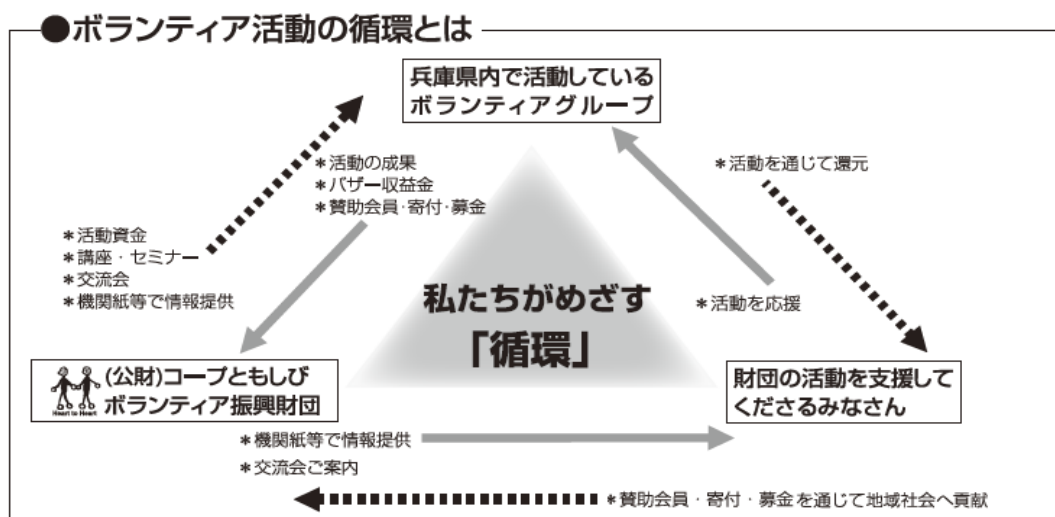 ●ボランティア活動の循環とは
兵庫県内で活動している
ボランティアグループ
＊活動の成果
＊バザー収益金
＊賛助会員・寄付・募金
＊活動を通じて還元
＊活動資金
＊講座・セミナー
＊交流会
＊機関紙等で情報提供
私たちがめざす
「循環」
＊活動を応援
(公財)コープともしび
ボランティア振興財団
Heart to Heart
財団の活動を支援して
くださるみなさん
＊機関紙等で情報提供
＊交流会ご案内
＊賛助会員・寄付・募金を通じて地域社会へ貢献